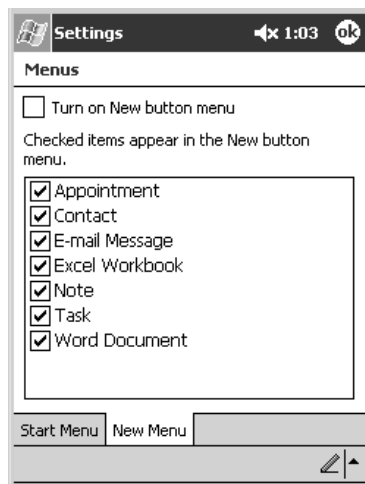 Settings 1:03 ok
Menus
Turn on New button menu
Checked items appear in the New button
menu.
Appointment
Contact
E-mail Message
Excel Workbook
Note
Task
Word Document
Start Menu New Menu